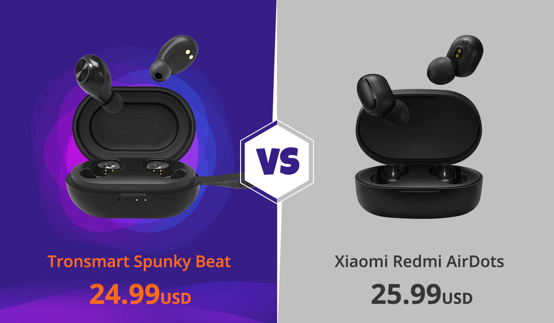 VS
Tronsmart Spunky Beat
24.99USD
Xiaomi Redmi AirDots
25.99USD